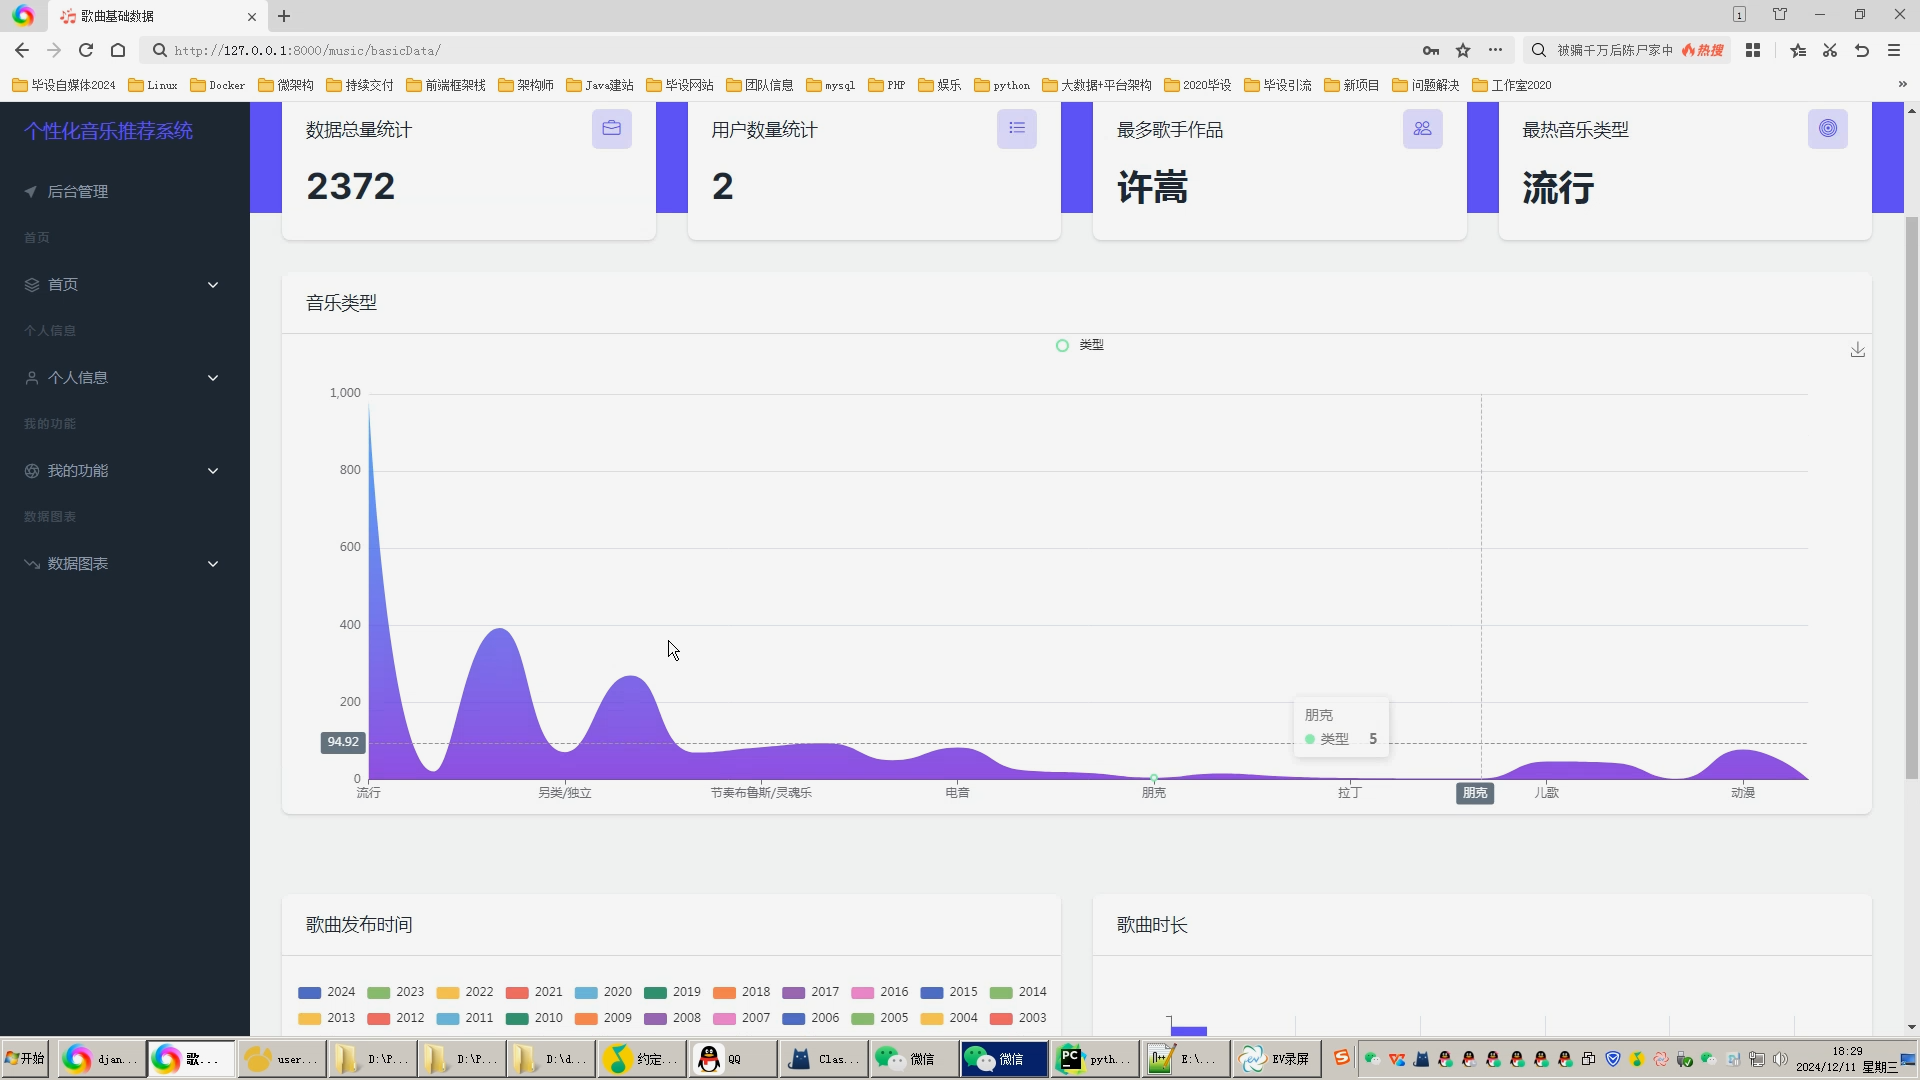 歌曲基础数据
1
http://127.0.0.1:8000/music/basicData/
被骗千万后陈尸家中
热搜
毕设自媒体2024
Linux
Docker
微架构
持续交付
前端框架栈
架构师
Java建站
毕设网站
团队信息
mysql
PHP
娱乐
python
大数据+平台架构
2020毕设
毕设引流
新项目
问题解决
工作室2020
个性化音乐推荐系统
后台管理
首页
首页
个人信息
个人信息
我的功能
我的功能
数据图表
数据图表
数据总量统计
2372
用户数量统计
2
最多歌手作品
许嵩
最热音乐类型
流行
音乐类型
类型
1,000
800
600
400
200
94.92
0
朋克
类型 5
流行
另类/独立
节奏布鲁斯/灵魂乐
电音
朋克
拉丁
朋克
儿歌
动漫
歌曲发布时间
2024 2023 2022 2021 2020 2019 2018 2017 2016 2015 2014
2013 2012 2011 2010 2009 2008 2007 2006 2005 2004 2003
歌曲时长
开始
djan...
歌...
user...
D:\P...
D:\P...
D:\d...
约定...
QQ
Clas...
微信
微信
pyth...
E:\...
EV录屏
18:29
2024/12/11 星期三